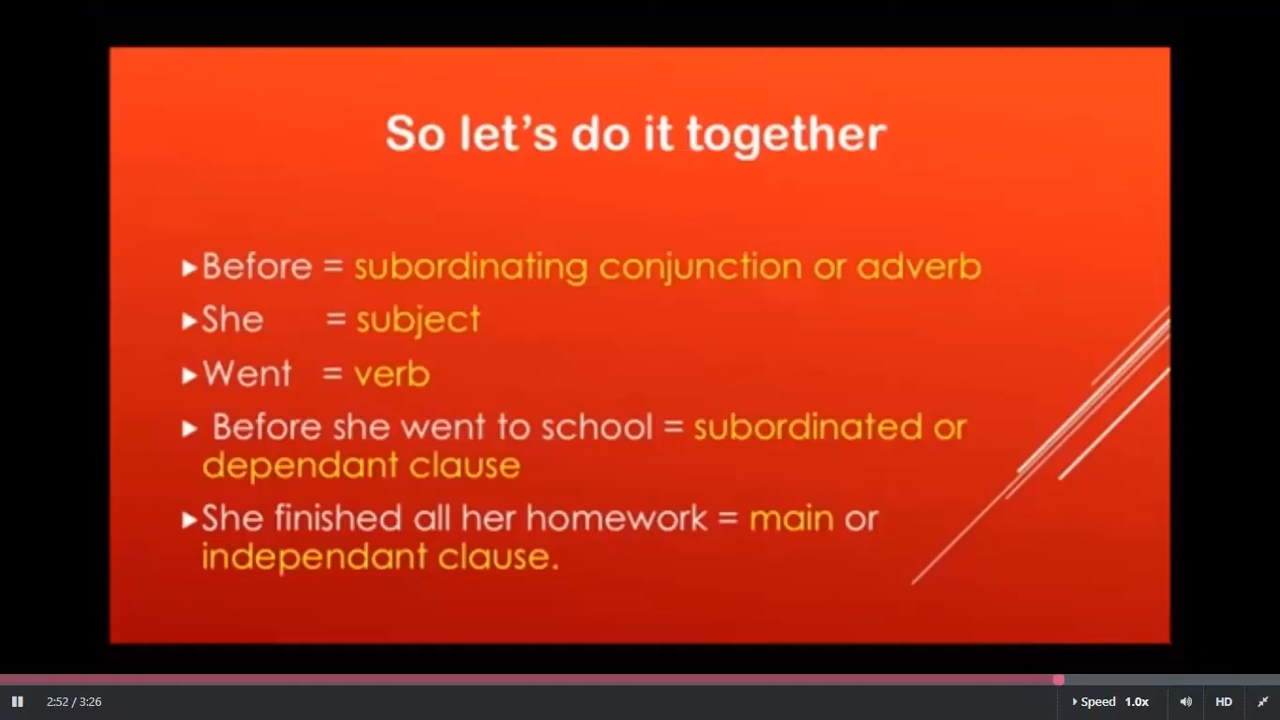 So let's do it together
Before = subordinating conjunction or adverb
She = subject
Went = verb
Before she went to school = subordinated or
dependant clause
She finished all her homework = main or
independant clause.
2:52 / 3:26
Speed 1.0x
HD